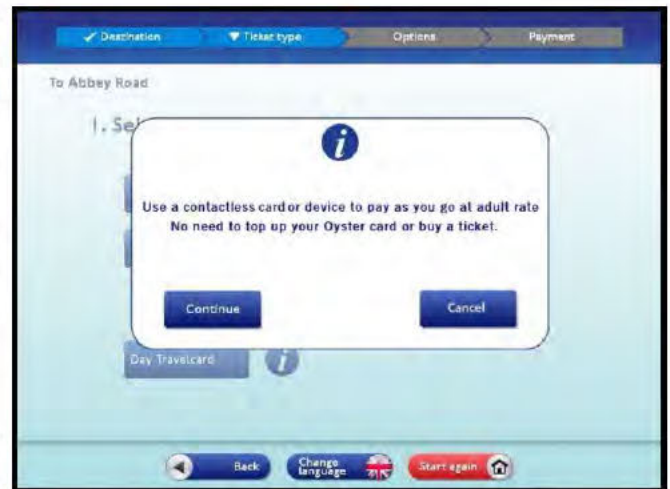 Destination
Ticket type
Options
Payment
To Abbey Road
1. Sel
i
Use a contactless card or device to pay as you go at adult rate
No need to top up your Oyster card or buy a ticket.
Continue
Cancel
Day Travelcard
i
Back
Change
language
Start again